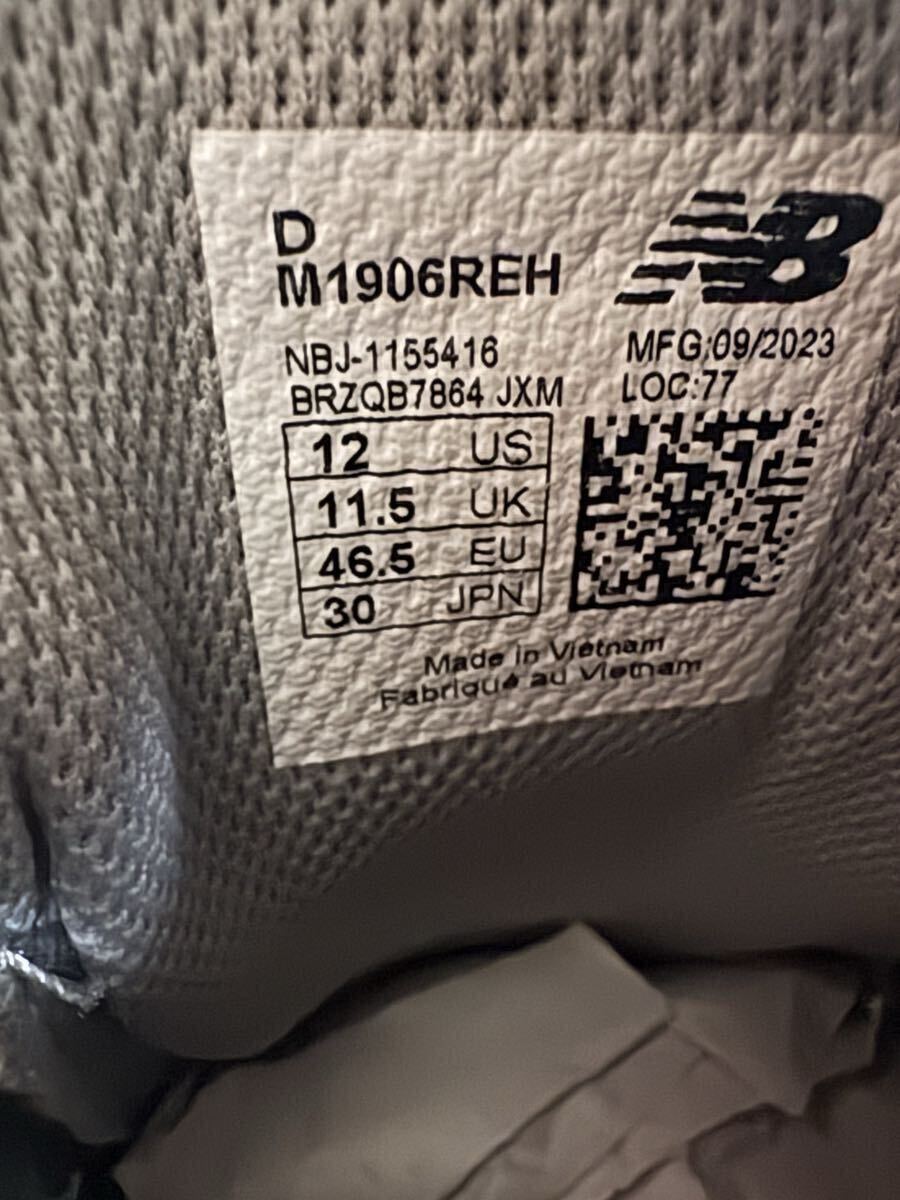 D
M1906REH
NB
NBJ-1155416
MFG:09/2023
BRZQB7864 JXM
LOC:77
12 US
11.5 UK
46.5 EU
30 JPN
Made in Vietnam
Fabriqué au Vietnam